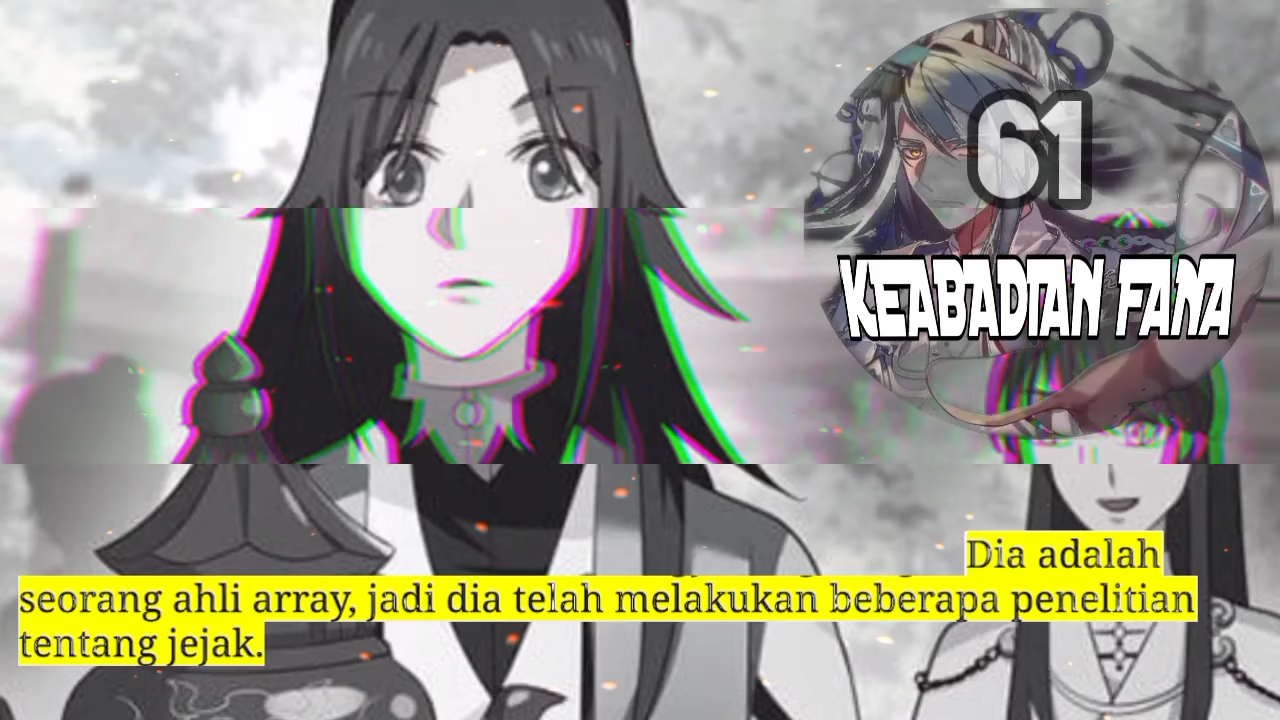 61
KEABADIAN FANA
Dia adalah
seorang ahli array, jadi dia telah melakukan beberapa penelitian
tentang jejak.